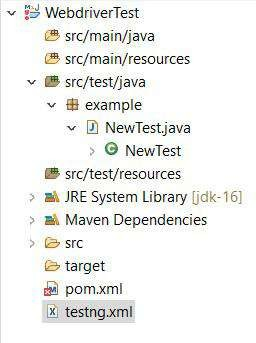 WebdriverTest
src/main/java
src/main/resources
src/test/java
example
NewTest.java
NewTest
src/test/resources
JRE System Library [jdk-16]
Maven Dependencies
src
target
pom.xml
testng.xml